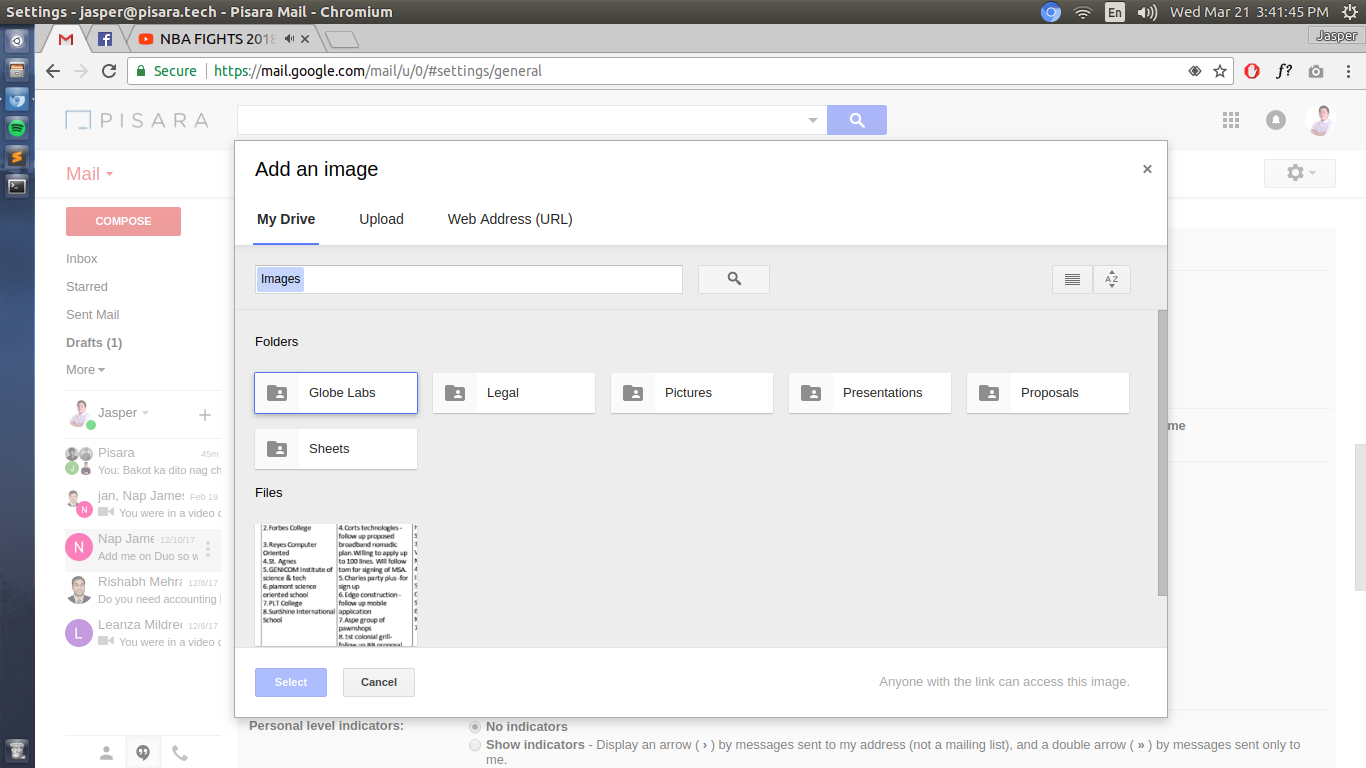 Settings - jasper@pisara.tech - Pisara Mail - Chromium
En
Wed Mar 21 3:41:45 PM
NBA FIGHTS 2018
Jasper
Secure
https://mail.google.com/mail/u/0/#settings/general
f?
PISARA
Mail
COMPOSE
Inbox
Starred
Sent Mail
Drafts (1)
More
Jasper
Pisara 45m
You: Bakot ka dito nag ch
J
jan, Nap James Feb 19
N
You were in a video c
N
Nap Jame 12/10/17
Add me on Duo so w
Rishabh Mehra 12/8/17
Do you need accounting
L
Leanza Mildred 12/6/17
You were in a video c
Add an image
My Drive
Upload
Web Address (URL)
Images
AZ
Folders
Globe Labs
Legal
Pictures
Presentations
Proposals
Sheets
Files
2.Forbes College
3.Reyes Computer
Oriented
4.St. Agnes
5.GENICOM Institute of
science & tech
6.piamont science
oriented school
7.PLT College
8.SunShine International
School
4.Corts technologies -
follow up proposed
broadband nomadic
plan. Willing to apply up
to 100 lines. Will follow
tom for signing of MSA.
5.Charles party plus -for
sign up
6.Edge construction -
follow up mobile
application
7.Aspe group of
pawnshops
8.1st colonial grill-
follow up BB proposal
Select
Cancel
Anyone with the link can access this image.
me
Personal level indicators:
No indicators
Show indicators - Display an arrow ( › ) by messages sent to my address (not a mailing list), and a double arrow ( » ) by messages sent only to
me.